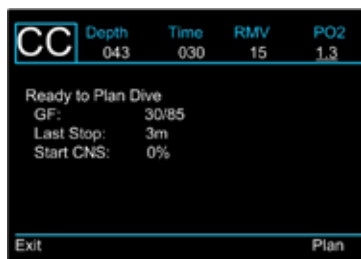 CC Depth Time RMV PO2
043 030 15 1.3
Ready to Plan Dive
GF: 30/85
Last Stop: 3m
Start CNS: 0%
Exit Plan